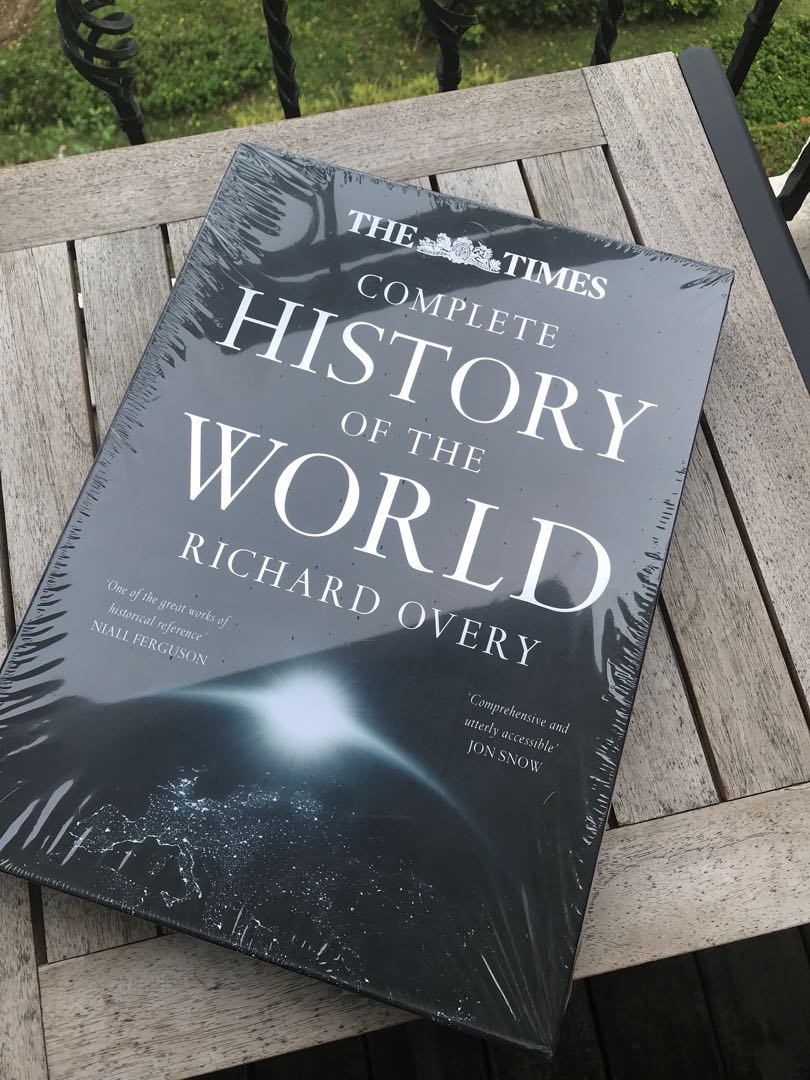 THE TIMES
COMPLETE
HISTORY
OF THE
WORLD
RICHARD OVERY
'One of the great works of
historical reference'
NIALL FERGUSON
'Comprehensive and
utterly accessible'
JON SNOW